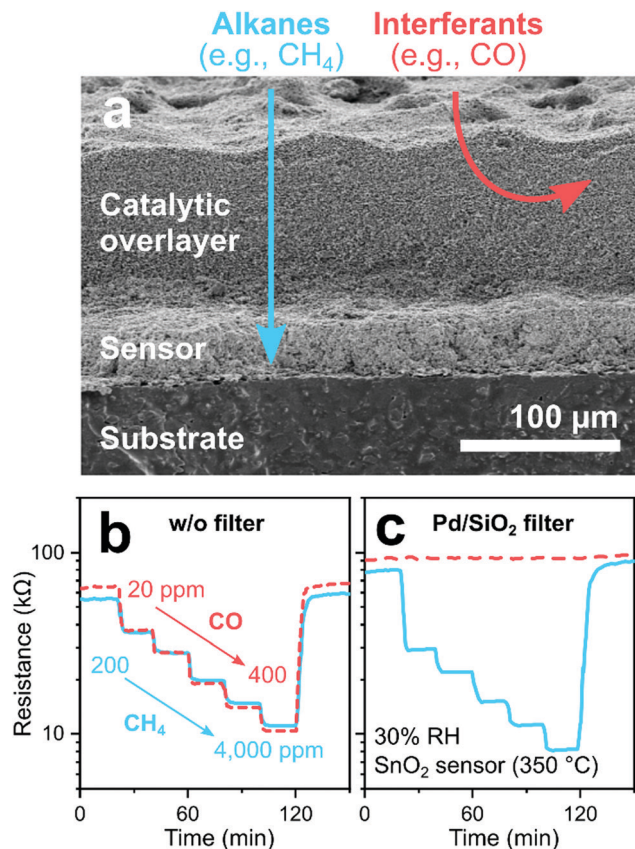 Alkanes
(e.g., CH₄)
Interferants
(e.g., CO)
a
Catalytic
overlayer
Sensor
Substrate
100 µm
b
w/o filter
20 ppm
CO
400
200
CH₄
4,000 ppm
Resistance (kΩ)
100
10
0
60
120
Time (min)
c
Pd/SiO₂ filter
30% RH
SnO₂ sensor (350 °C)
0
60
120
Time (min)